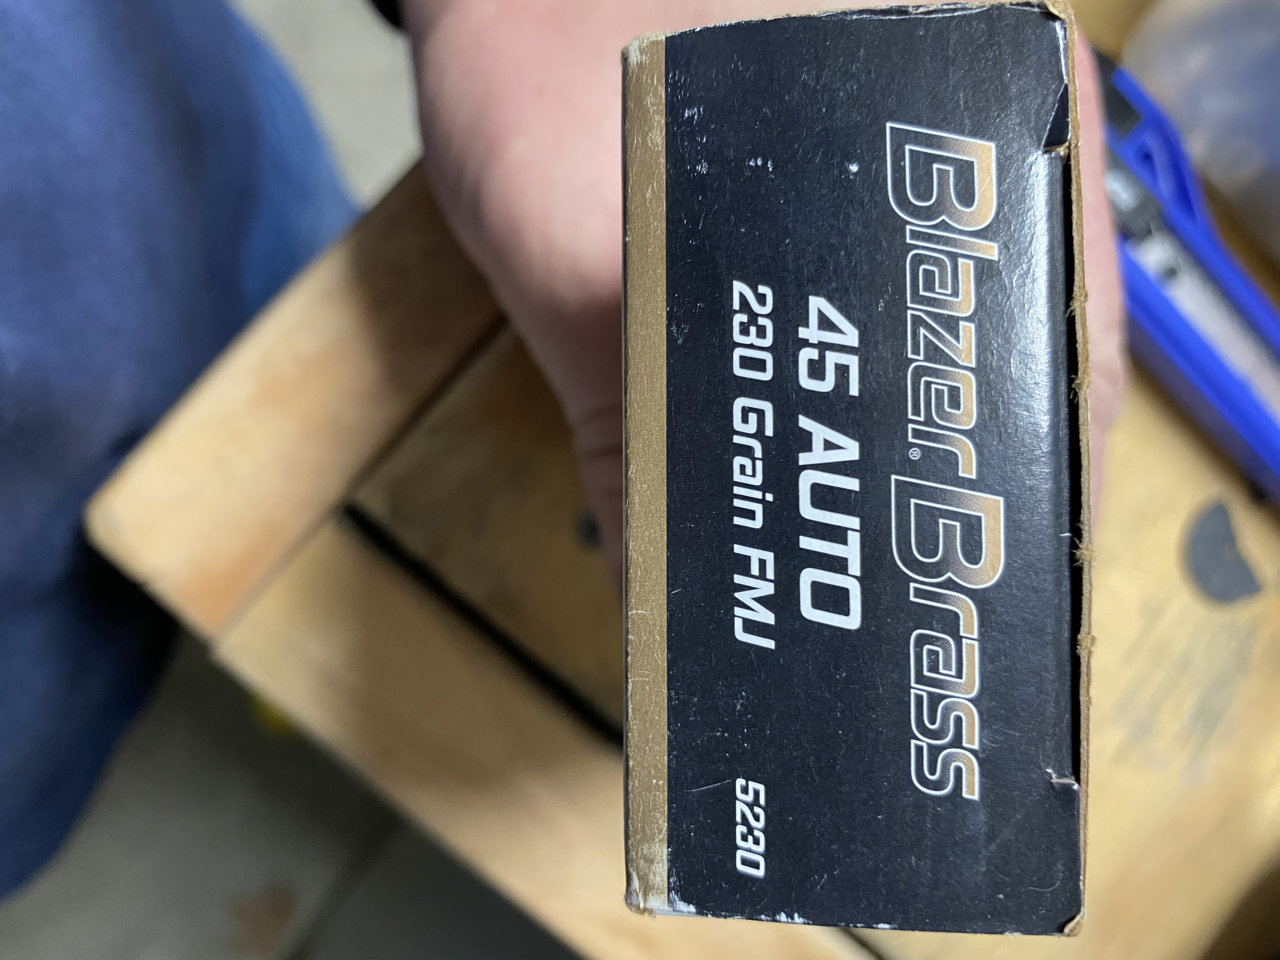 Blazer® Brass
45 AUTO
230 Grain FMJ 5230